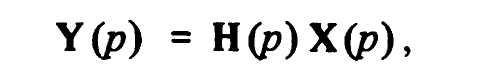 Y(p) = H(p) X(p),